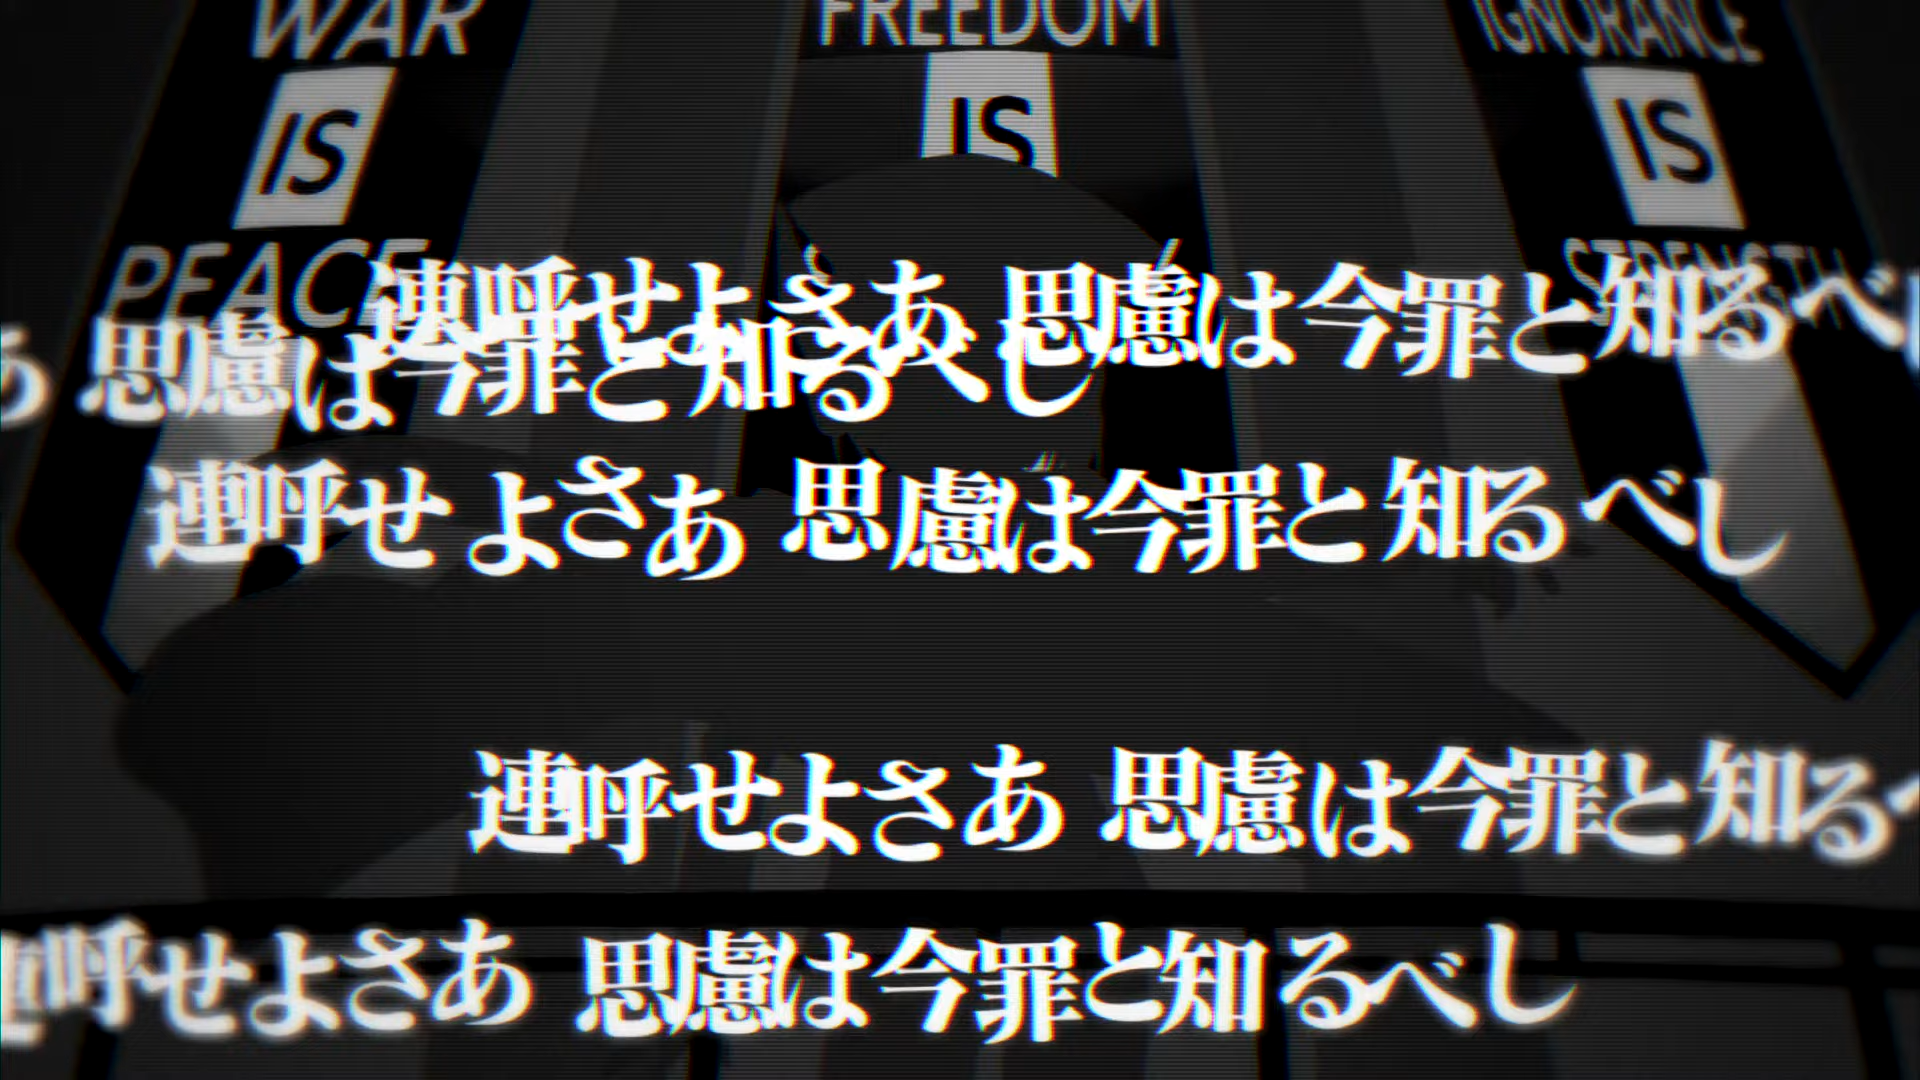 WAR
IS
PEACE
FREEDOM
IS
IGNORANCE
IS
STRENGTH
連呼せよさあ 思慮は今罪と知るべし
あ 思慮は今罪と知るべし
連呼せよさあ 思慮は今罪と知るべし
連呼せよさあ 思慮は今罪と知る
呼せよさあ 思慮は今罪と知るべし